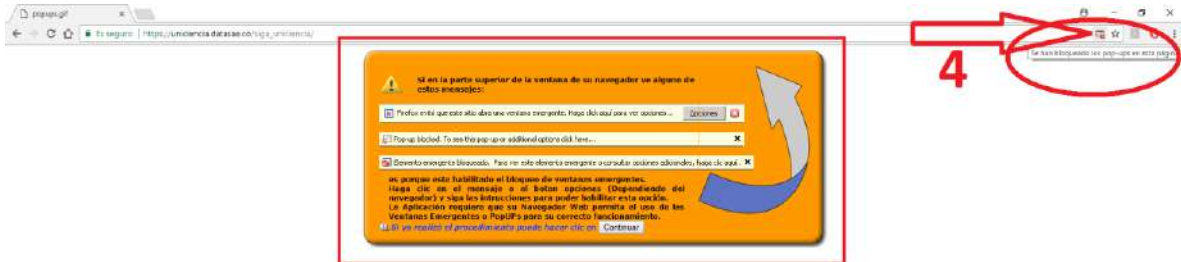 popups.gif
Es seguro | https://uniciencia.datasae.co/siga_uniciencia/
4
Se han bloqueado los pop-ups en esta página
Si en la parte superior de la ventana de su navegador ve alguno de
estos mensajes:
Firefox evitó que este sitio abra una ventana emergente. Haga click aquí para ver opciones ... Opciones
Pop-up blocked. To see this pop-up or additional options click here...
Elemento emergente bloqueado. Para ver este elemento emergente o consultar opciones adicionales, haga clic aquí.
es porque esta habilitado el bloqueo de ventanas emergentes.
Haga clic en el mensaje o el boton opciones (Dependiendo del
navegador) y siga las intrucciones para poder habilitar esta opción.
La Aplicación requiere que su Navegador Web permita el uso de las
Ventanas Emergentes o PopUPs para su correcto funcionamiento.
Si ya realizó el procedimiento puede hacer clic en Continuar